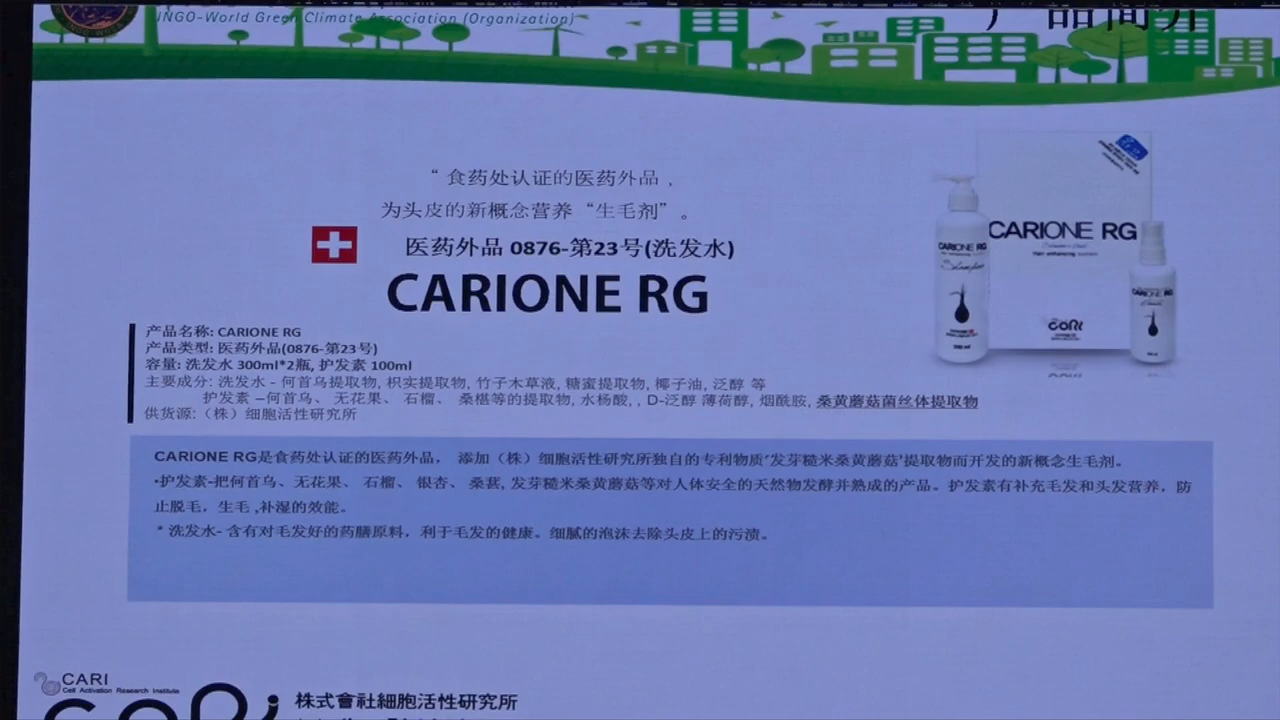 INGO-World Green Climate Association (Organization)
产品简介
“ 食药处认证的医药外品 ,
为头皮的新概念营养“生毛剂”。
医药外品 0876-第23号(洗发水)
CARIONE RG
产品名称: CARIONE RG
产品类型: 医药外品(0876-第23号)
容量: 洗发水 300ml*2瓶, 护发素 100ml
主要成分: 洗发水 - 何首乌提取物, 枳实提取物, 竹子木草液, 糖蜜提取物, 椰子油, 泛醇 等
护发素 –何首乌、 无花果、 石榴、 桑椹等的提取物, 水杨酸, , D-泛醇 薄荷醇, 烟酰胺, 桑黄蘑菇菌丝体提取物
供货源:（株）细胞活性研究所
CARIONE RG是食药处认证的医药外品， 添加（株）细胞活性研究所独自的专利物质‘发芽糙米桑黄蘑菇’提取物而开发的新概念生毛剂。
•护发素-把何首乌、无花果、 石榴、 银杏、 桑葚, 发芽糙米桑黄蘑菇等对人体安全的天然物发酵并熟成的产品。护发素有补充毛发和头发营养，防
止脱毛，生毛 ,补湿的效能。
* 洗发水- 含有对毛发好的药膳原料，利于毛发的健康。细腻的泡沫去除头皮上的污渍。
CARIONE RG
Hair enhancing system
CORI
CARIONE RG
Shampoo
CARIONE RG
CARI
Cell Activation Research Institute
CORI
株式會社細胞活性研究所